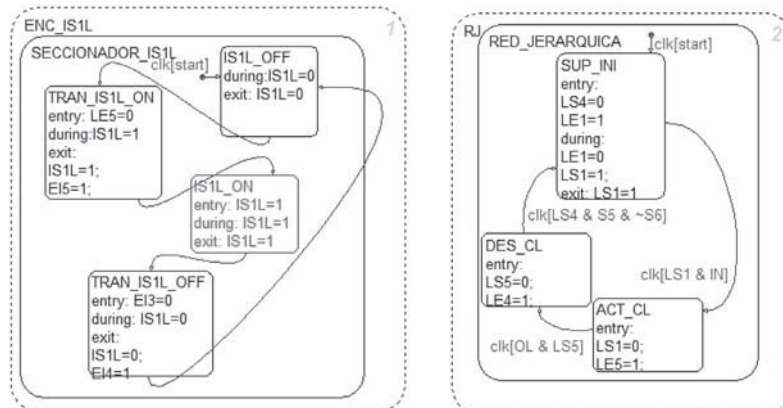 ENC_IS1L
1
SECCIONADOR_IS1L
clk[start]
IS1L_OFF
during:IS1L=0
exit: IS1L=0
TRAN_IS1L_ON
entry: LE5=0
during:IS1L=1
exit:
IS1L=1;
EI5=1;
IS1L_ON
entry: IS1L=1
during: IS1L=1
exit: IS1L=1
TRAN_IS1L_OFF
entry: EI3=0
during: IS1L=0
exit:
IS1L=0;
EI4=1
RJ
2
RED_JERARQUICA
clk[start]
SUP_INI
entry:
LS4=0
LE1=1
during:
LE1=0
LS1=1;
exit: LS1=1
clk[LS4 & S5 & ~S6]
DES_CL
entry:
LS5=0;
LE4=1;
clk[LS1 & IN]
ACT_CL
entry:
LS1=0;
LE5=1;
clk[OL & LS5]